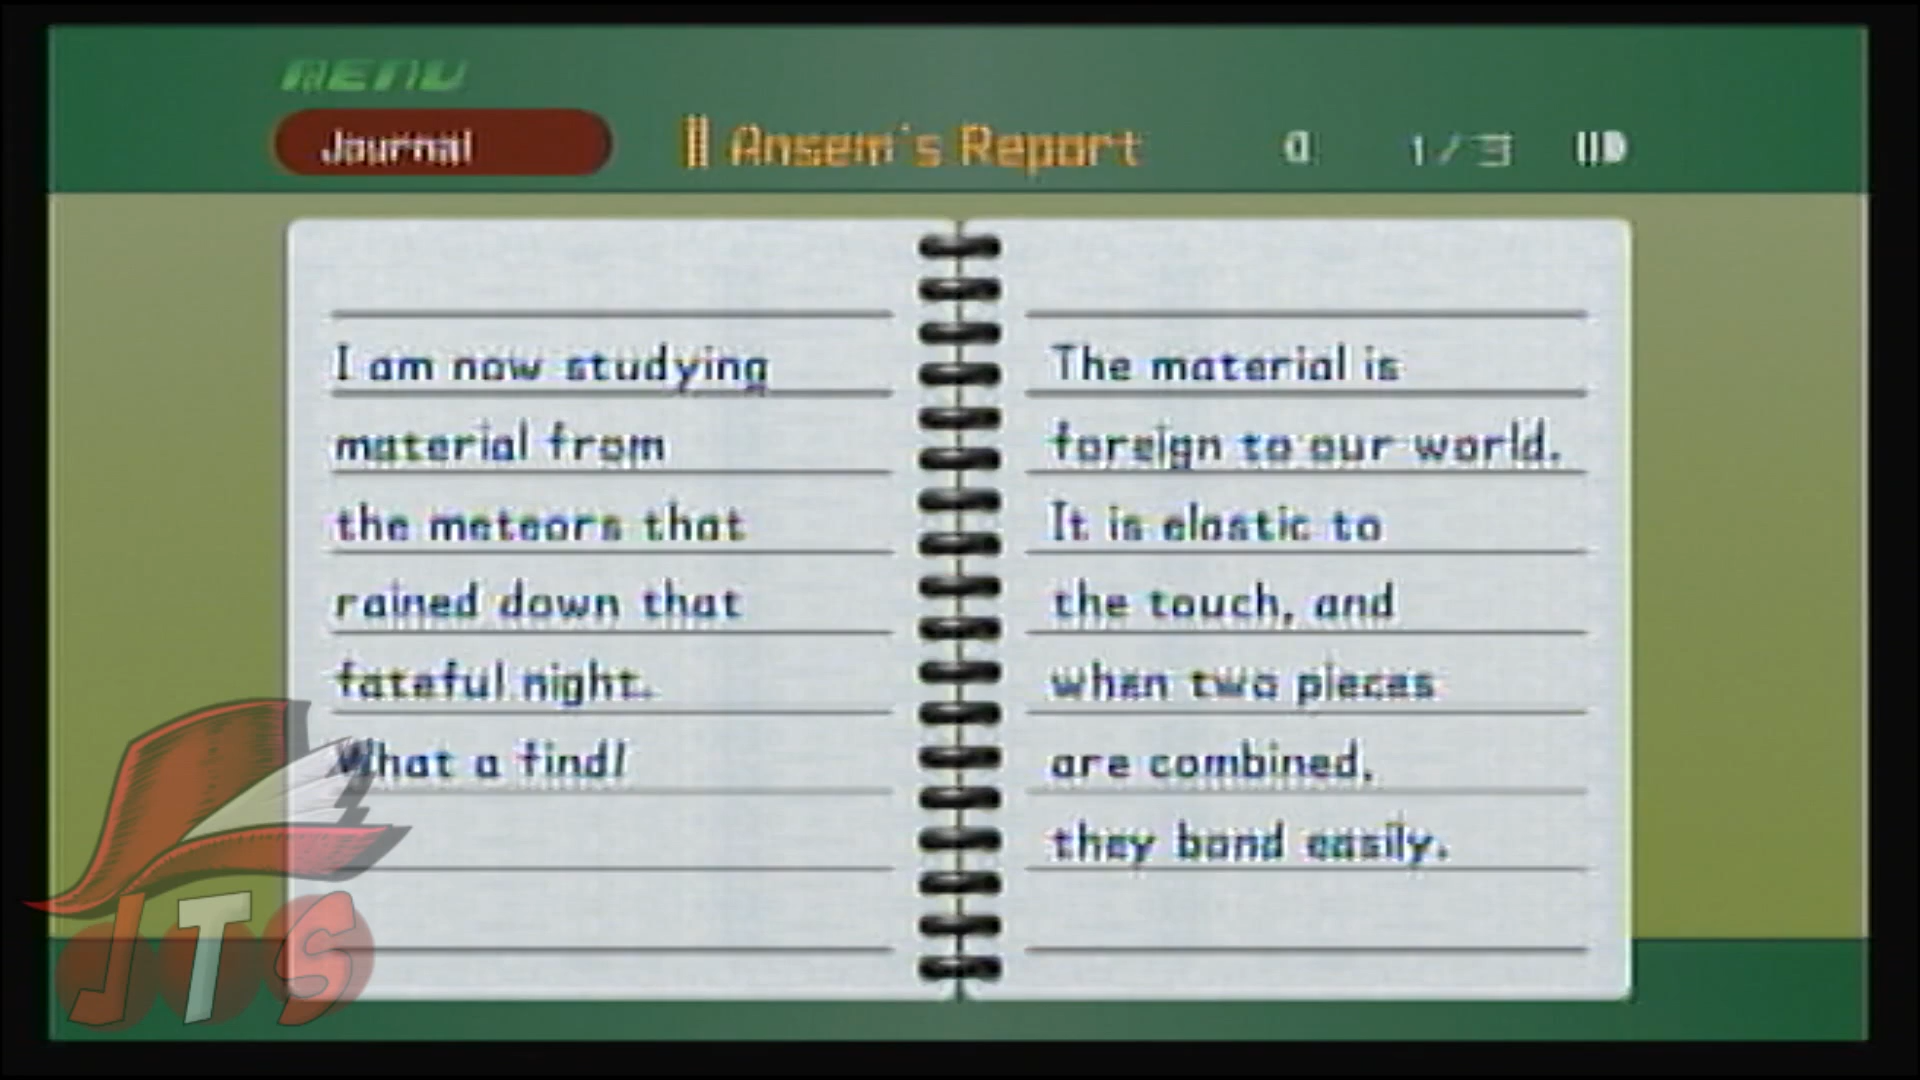 MENU
Journal
Ansem's Report
1/3
I am now studying
material from
the meteors that
rained down that
fateful night.
What a find!
The material is
foreign to our world.
It is elastic to
the touch, and
when two pieces
are combined,
they bond easily.
JTS